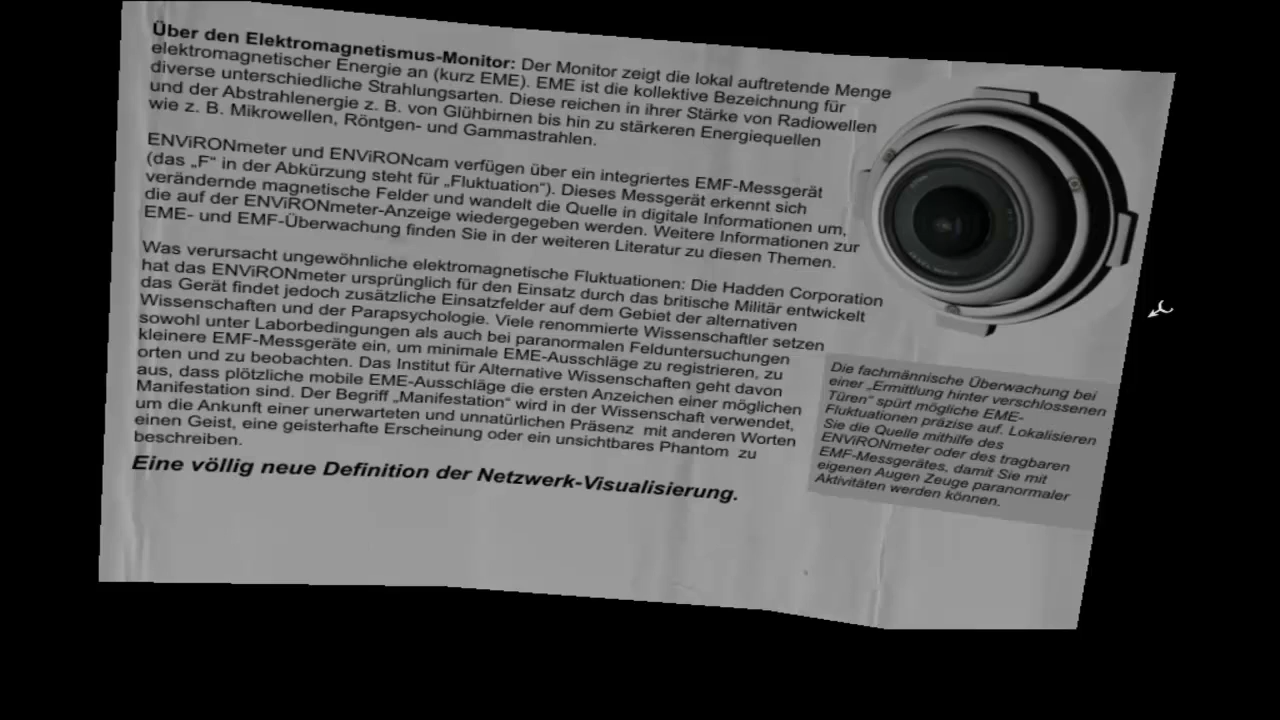 Über den Elektromagnetismus-Monitor: Der Monitor zeigt die lokal auftretende Menge
elektromagnetischer Energie an (kurz EME). EME ist die kollektive Bezeichnung für
diverse unterschiedliche Strahlungsarten. Diese reichen in ihrer Stärke von Radiowellen
und der Abstrahlenergie z. B. von Glühbirnen bis hin zu stärkeren Energiequellen
wie z. B. Mikrowellen, Röntgen- und Gammastrahlen.
ENViRONmeter und ENViRONcam verfügen über ein integriertes EMF-Messgerät
(das „F“ in der Abkürzung steht für „Fluktuation“). Dieses Messgerät erkennt sich
verändernde magnetische Felder und wandelt die Quelle in digitale Informationen um,
die auf der ENViRONmeter-Anzeige wiedergegeben werden. Weitere Informationen zur
EME- und EMF-Überwachung finden Sie in der weiteren Literatur zu diesen Themen.
Was verursacht ungewöhnliche elektromagnetische Fluktuationen: Die Hadden Corporation
hat das ENViRONmeter ursprünglich für den Einsatz durch das britische Militär entwickelt
das Gerät findet jedoch zusätzliche Einsatzfelder auf dem Gebiet der alternativen
Wissenschaften und der Parapsychologie. Viele renommierte Wissenschaftler setzen
sowohl unter Laborbedingungen als auch bei paranormalen Felduntersuchungen
kleinere EMF-Messgeräte ein, um minimale EME-Ausschläge zu registrieren, zu
orten und zu beobachten. Das Institut für Alternative Wissenschaften geht davon
aus, dass plötzliche mobile EME-Ausschläge die ersten Anzeichen einer möglichen
Manifestation sind. Der Begriff „Manifestation“ wird in der Wissenschaft verwendet,
um die Ankunft einer unerwarteten und unnatürlichen Präsenz mit anderen Worten
einen Geist, eine geisterhafte Erscheinung oder ein unsichtbares Phantom zu
beschreiben.
Eine völlig neue Definition der Netzwerk-Visualisierung.
Die fachmännische Überwachung bei
einer „Ermittlung hinter verschlossenen
Türen“ spürt mögliche EME-
Fluktuationen präzise auf. Lokalisieren
Sie die Quelle mithilfe des
ENViRONmeter oder des tragbaren
EMF-Messgerätes, damit Sie mit
eigenen Augen Zeuge paranormaler
Aktivitäten werden können.